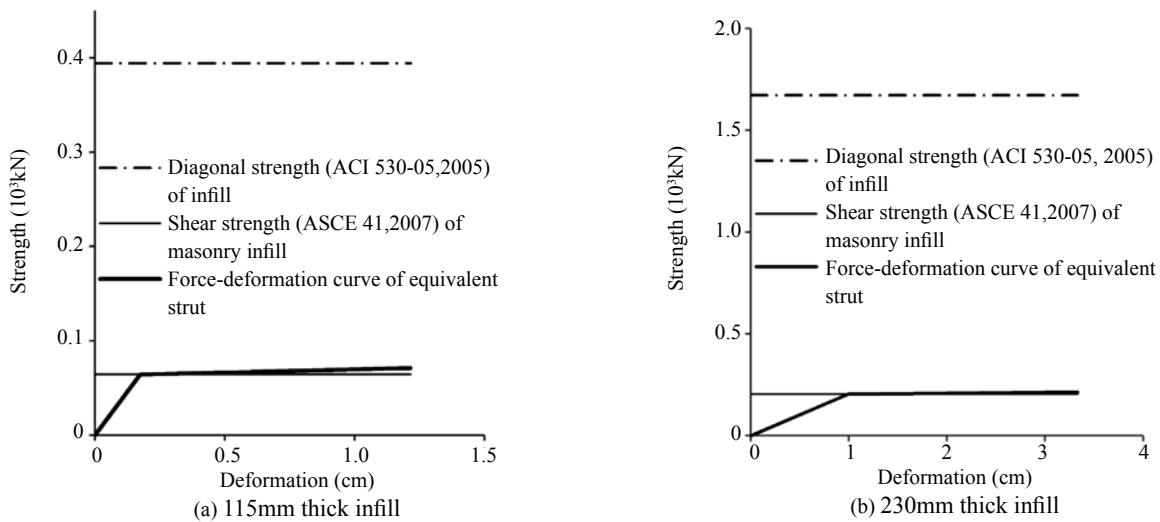 0.4
0.3
0.2
0.1
0
Strength (10³kN)
Diagonal strength (ACI 530-05,2005)
of infill
Shear strength (ASCE 41,2007) of
masonry infill
Force-deformation curve of equivalent
strut
0
0.5
1.0
1.5
Deformation (cm)
(a) 115mm thick infill
2.0
1.5
1.0
0.5
0
Strength (10³kN)
Diagonal strength (ACI 530-05, 2005)
of infill
Shear strength (ASCE 41,2007) of
masonry infill
Force-deformation curve of equivalent
strut
0
1
2
3
4
Deformation (cm)
(b) 230mm thick infill